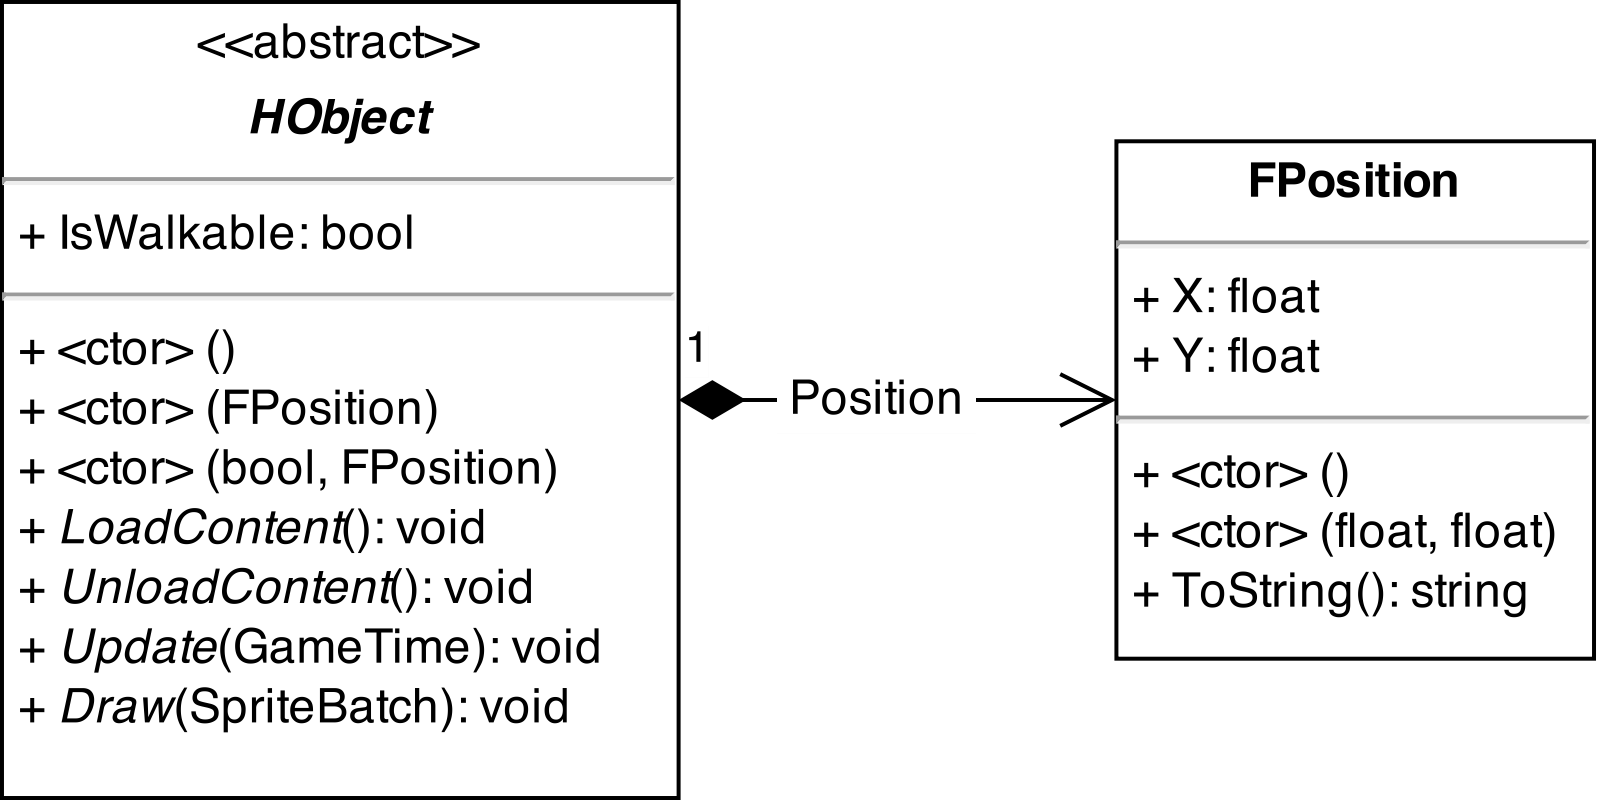 <<abstract>>
HObject
+ IsWalkable: bool
+ <ctor> ()
+ <ctor> (FPosition)
+ <ctor> (bool, FPosition)
+ LoadContent(): void
+ UnloadContent(): void
+ Update(GameTime): void
+ Draw(SpriteBatch): void
1
Position
FPosition
+ X: float
+ Y: float
+ <ctor> ()
+ <ctor> (float, float)
+ ToString(): string